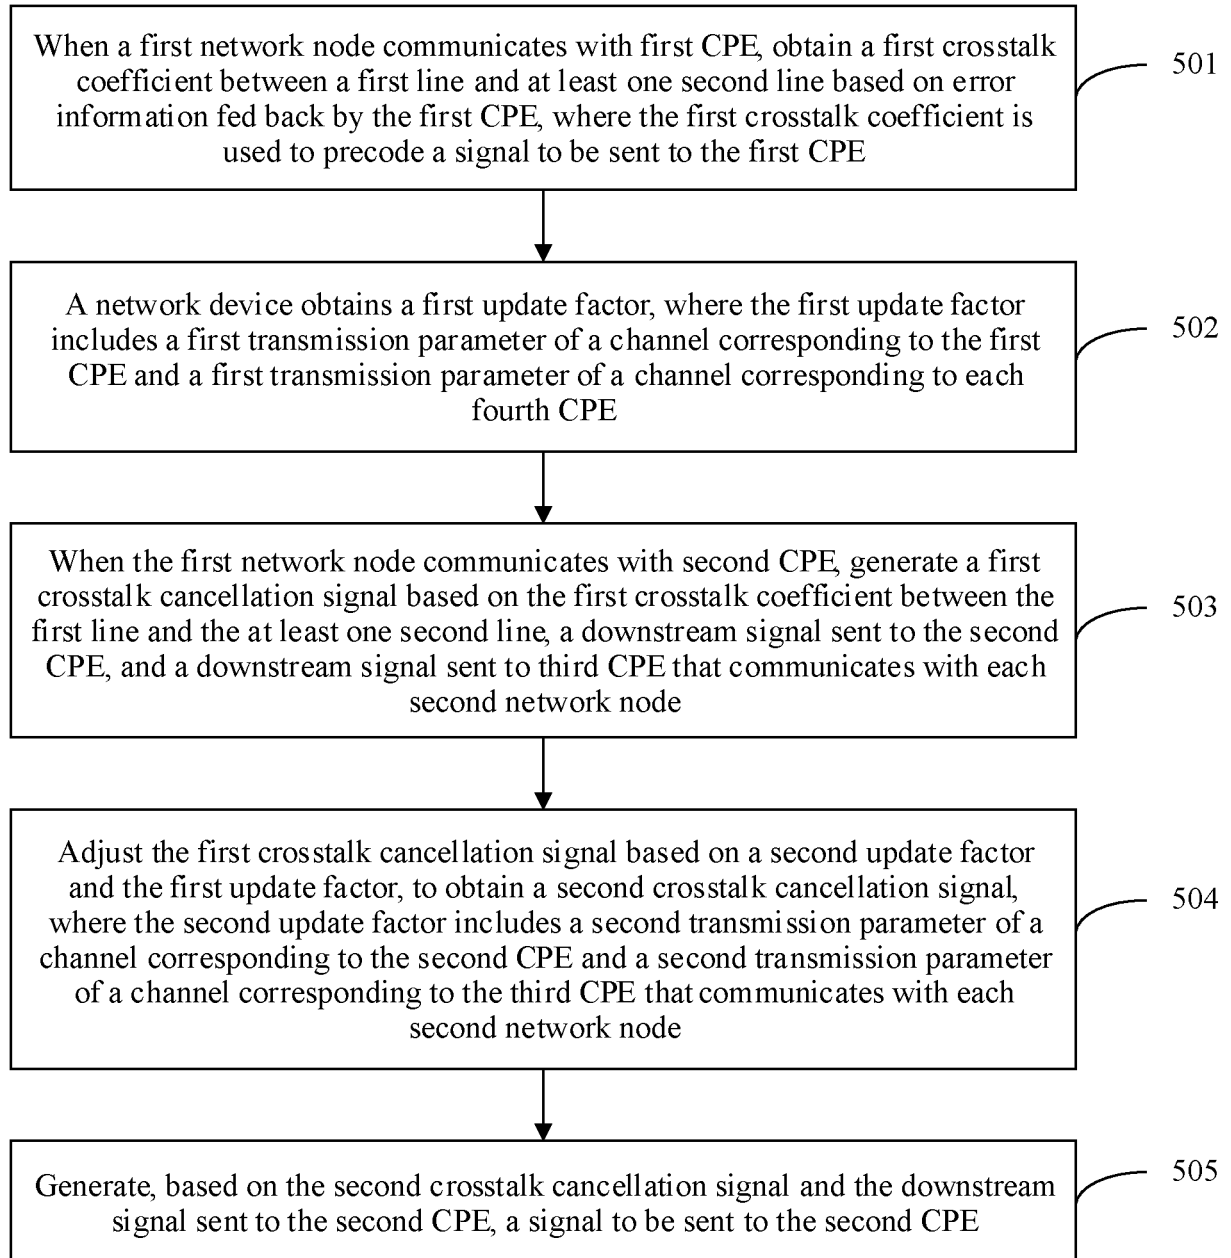 When a first network node communicates with first CPE, obtain a first crosstalk
coefficient between a first line and at least one second line based on error
information fed back by the first CPE, where the first crosstalk coefficient is
used to precode a signal to be sent to the first CPE
501
A network device obtains a first update factor, where the first update factor
includes a first transmission parameter of a channel corresponding to the first
CPE and a first transmission parameter of a channel corresponding to each
fourth CPE
502
When the first network node communicates with second CPE, generate a first
crosstalk cancellation signal based on the first crosstalk coefficient between the
first line and the at least one second line, a downstream signal sent to the second
CPE, and a downstream signal sent to third CPE that communicates with each
second network node
503
Adjust the first crosstalk cancellation signal based on a second update factor
and the first update factor, to obtain a second crosstalk cancellation signal,
where the second update factor includes a second transmission parameter of a
channel corresponding to the second CPE and a second transmission parameter
of a channel corresponding to the third CPE that communicates with each
second network node
504
Generate, based on the second crosstalk cancellation signal and the downstream
signal sent to the second CPE, a signal to be sent to the second CPE
505